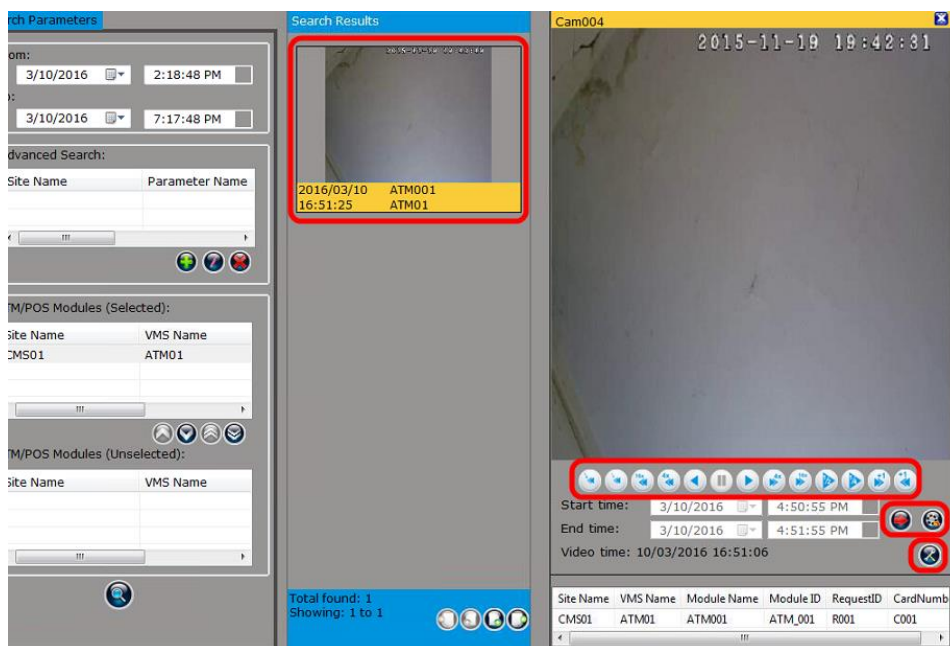 rch Parameters
om:
3/10/2016 2:18:48 PM
o:
3/10/2016 7:17:48 PM
dvanced Search:
Site Name Parameter Name
TM/POS Modules (Selected):
Site Name VMS Name
CMS01 ATM01
TM/POS Modules (Unselected):
Site Name VMS Name
Search Results
2016/03/10 ATM001
16:51:25 ATM01
Total found: 1
Showing: 1 to 1
Cam004
2015-11-19 19:42:31
Start time: 3/10/2016 4:50:55 PM
End time: 3/10/2016 4:51:55 PM
Video time: 10/03/2016 16:51:06
Site Name VMS Name Module Name Module ID RequestID CardNumb
CMS01 ATM01 ATM001 ATM_001 R001 C001